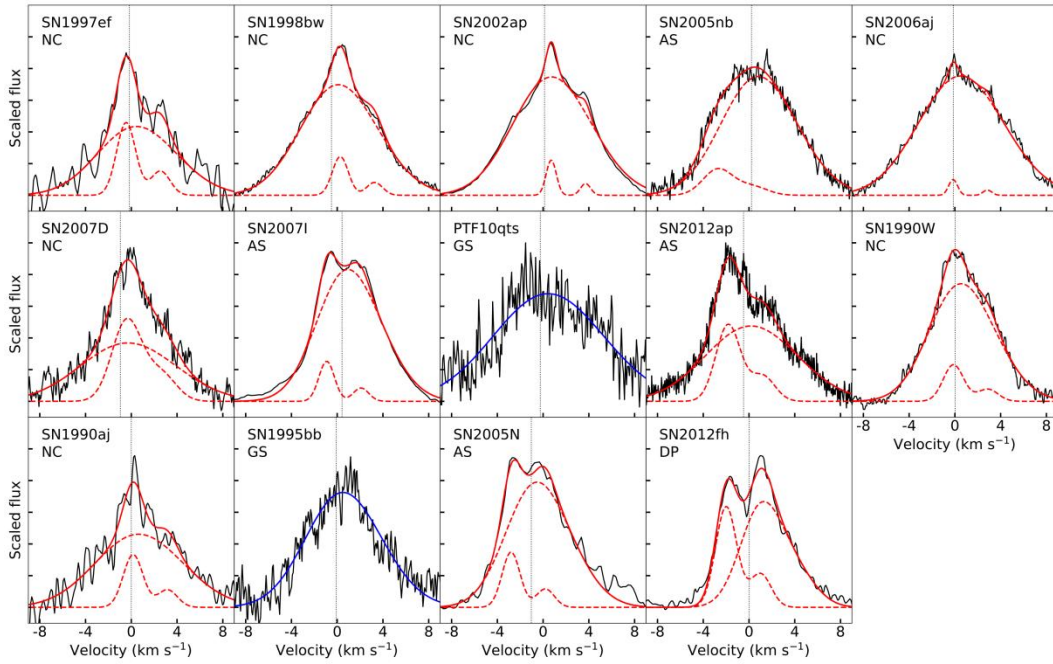 SN1997ef
NC
SN1998bw
NC
SN2002ap
NC
SN2005nb
AS
SN2006aj
NC
Scaled flux
SN2007D
NC
SN2007I
AS
PTF10qts
GS
SN2012ap
AS
SN1990W
NC
Scaled flux
-8 -4 0 4 8
Velocity (km s⁻¹)
SN1990aj
NC
SN1995bb
GS
SN2005N
AS
SN2012fh
DP
Scaled flux
-8 -4 0 4 8
-8 -4 0 4 8
-8 -4 0 4 8
-8 -4 0 4 8
Velocity (km s⁻¹)
Velocity (km s⁻¹)
Velocity (km s⁻¹)
Velocity (km s⁻¹)